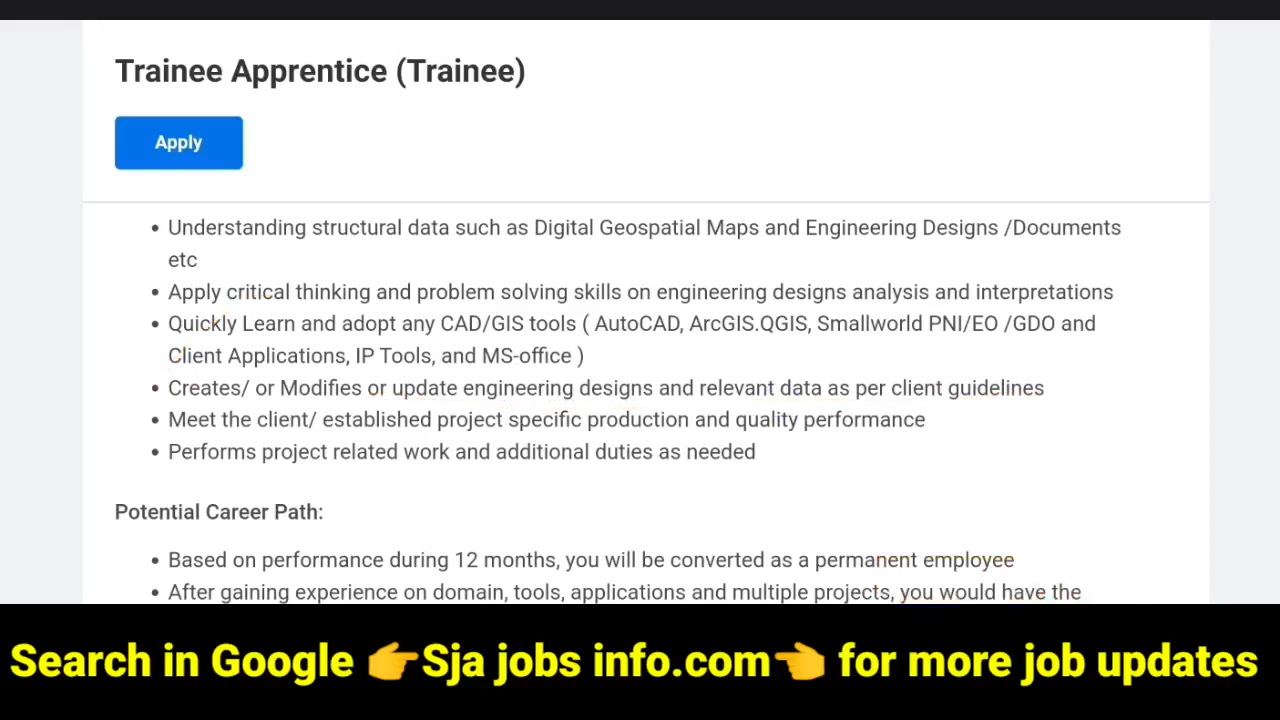 Trainee Apprentice (Trainee)
Apply
• Understanding structural data such as Digital Geospatial Maps and Engineering Designs /Documents
etc
• Apply critical thinking and problem solving skills on engineering designs analysis and interpretations
• Quickly Learn and adopt any CAD/GIS tools ( AutoCAD, ArcGIS.QGIS, Smallworld PNI/EO /GDO and
Client Applications, IP Tools, and MS-office )
• Creates/ or Modifies or update engineering designs and relevant data as per client guidelines
• Meet the client/ established project specific production and quality performance
• Performs project related work and additional duties as needed
Potential Career Path:
• Based on performance during 12 months, you will be converted as a permanent employee
• After gaining experience on domain, tools, applications and multiple projects, you would have the
Search in Google 👉Sja jobs info.com👈 for more job updates